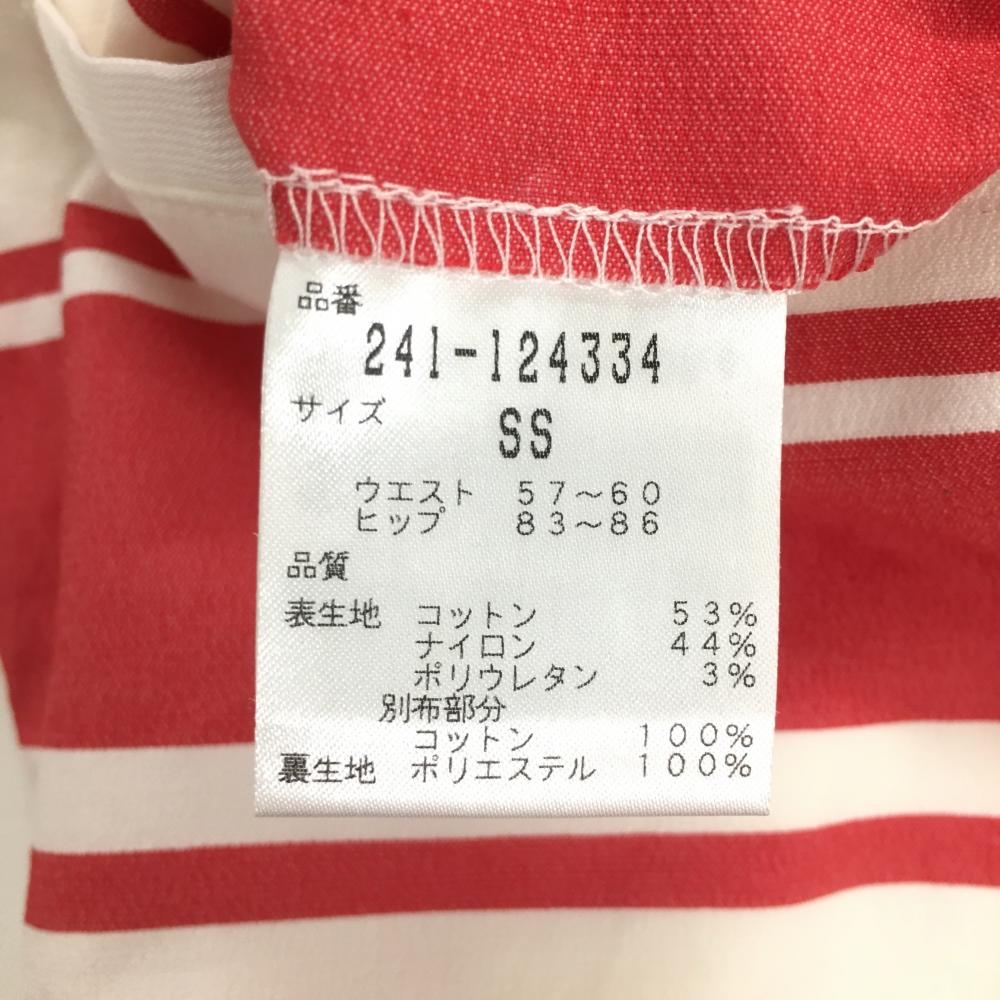 品番
241-124334
サイズ
SS
ウエスト 57～60
ヒップ 83～86
品質
表生地 コットン 53%
ナイロン 44%
ポリウレタン 3%
別布部分
コットン 100%
裏生地 ポリエステル 100%